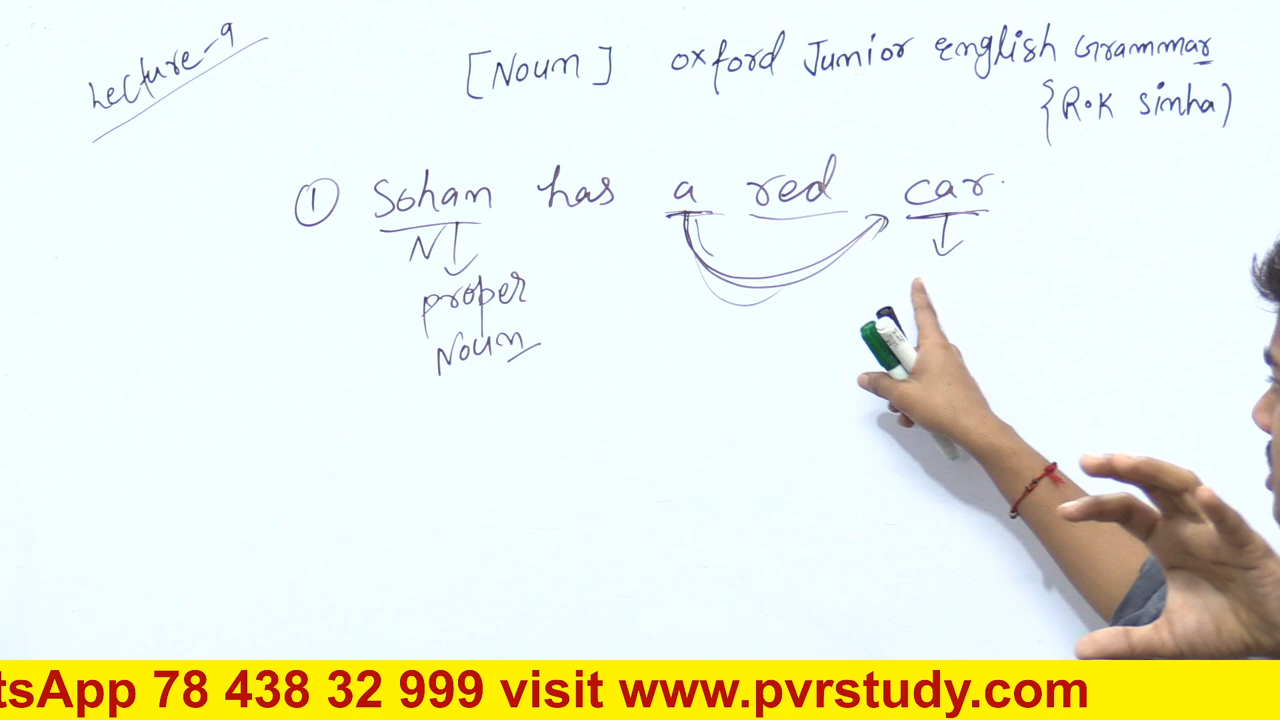 Lecture-9
[Noun] oxford Junior English Grammar
{R.K Sinha)
① Sohan has a red car.
N
proper
Noun
tsApp 78 438 32 999 visit www.pvrstudy.com